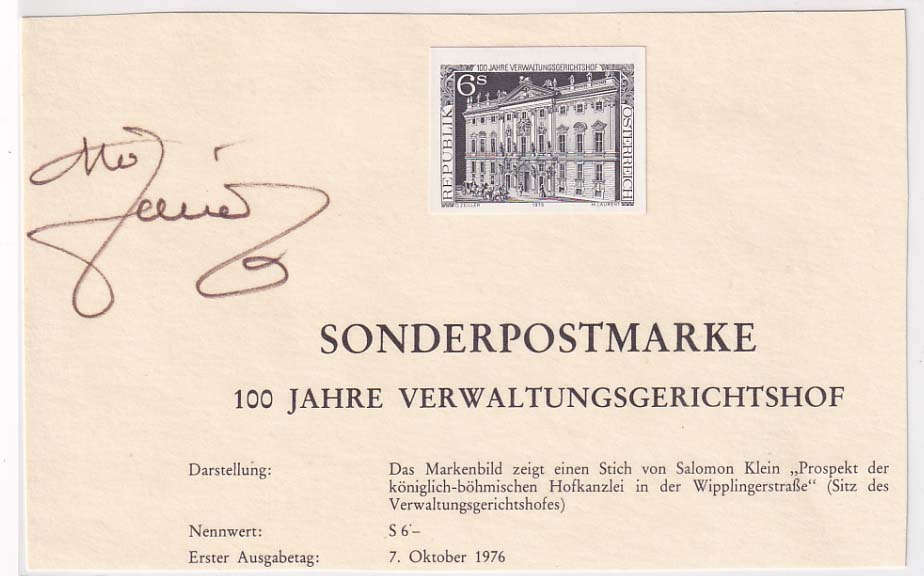 100 JAHRE VERWALTUNGSGERICHTSHOF
6S
REPUBLIK
ÖSTERREICH
O. ZEILLER 1976 H. LAURENT
SONDERPOSTMARKE
100 JAHRE VERWALTUNGSGERICHTSHOF
Darstellung: Das Markenbild zeigt einen Stich von Salomon Klein „Prospekt der
königlich-böhmischen Hofkanzlei in der Wipplingerstraße“ (Sitz des
Verwaltungsgerichtshofes)
Nennwert: S 6·–
Erster Ausgabetag: 7. Oktober 1976